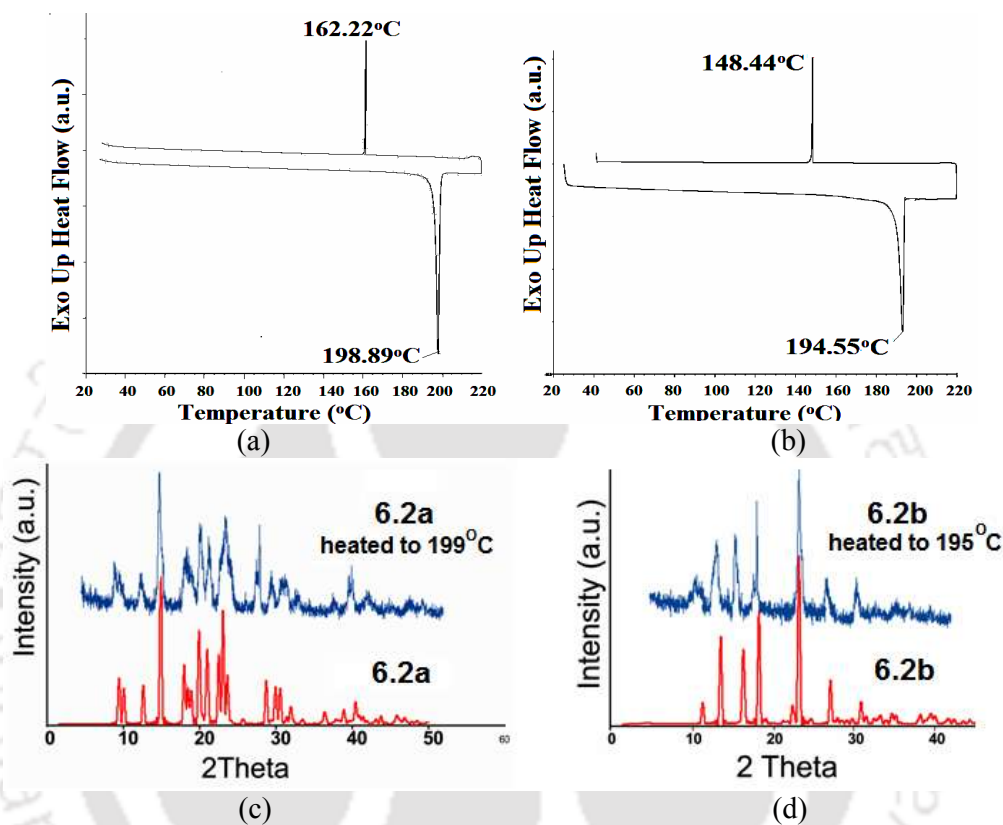 162.22°C
148.44°C
Exo Up Heat Flow (a.u.)
Exo Up Heat Flow (a.u.)
198.89°C
194.55°C
20 40 60 80 100 120 140 160 180 200 220
20 40 60 80 100 120 140 160 180 200 220
Temperature (°C)
Temperature (°C)
(a)
(b)
Intensity (a.u.)
6.2a
heated to 199°C
6.2a
0 10 20 30 40 50 60
2Theta
Intensity (a.u.)
6.2b
heated to 195°C
6.2b
0 10 20 30 40
2 Theta
(c)
(d)